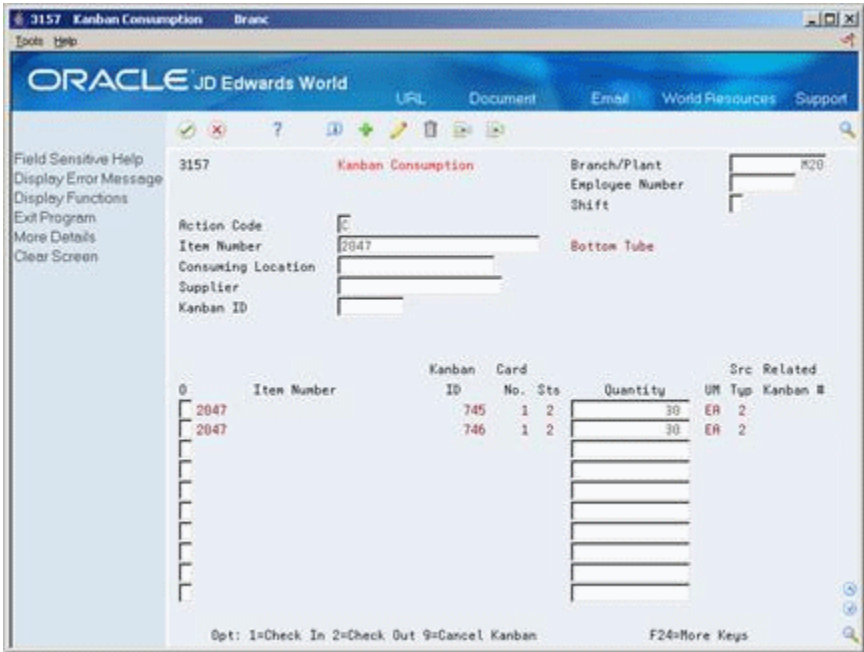 3157 Kanban Consumption Branc
Tools Help
ORACLE JD Edwards World
URL Document Email World Resources Support
Field Sensitive Help
Display Error Message
Display Functions
Exit Program
More Details
Clear Screen
3157 Kanban Consumption Branch/Plant M20
Employee Number
Shift
Action Code C
Item Number 2047 Bottom Tube
Consuming Location
Supplier
Kanban ID
Kanban Card Src Related
O Item Number ID No. Sts Quantity UM Typ Kanban #
2047 745 1 2 30 EA 2
2047 746 1 2 30 EA 2
Opt: 1=Check In 2=Check Out 9=Cancel Kanban F24=More Keys